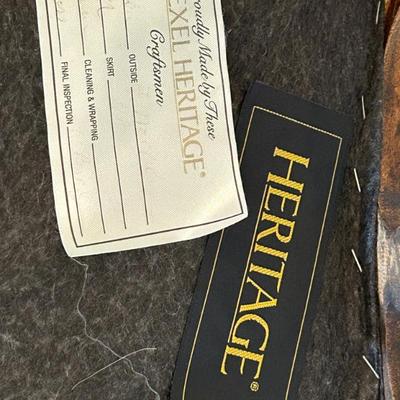 Proudly Made by These
EXEL HERITAGE®
Craftsmen
OUTSIDE
SKIRT
CLEANING & WRAPPING
FINAL INSPECTION
HERITAGE®